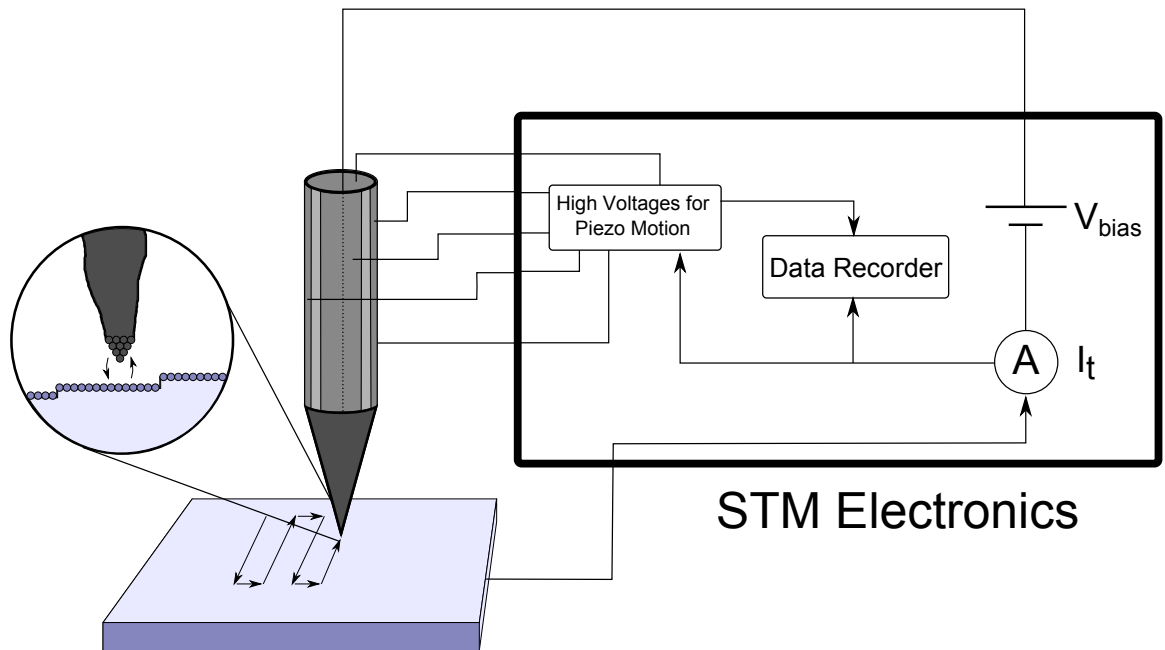 High Voltages for
Piezo Motion
V_bias
Data Recorder
A
I_t
STM Electronics